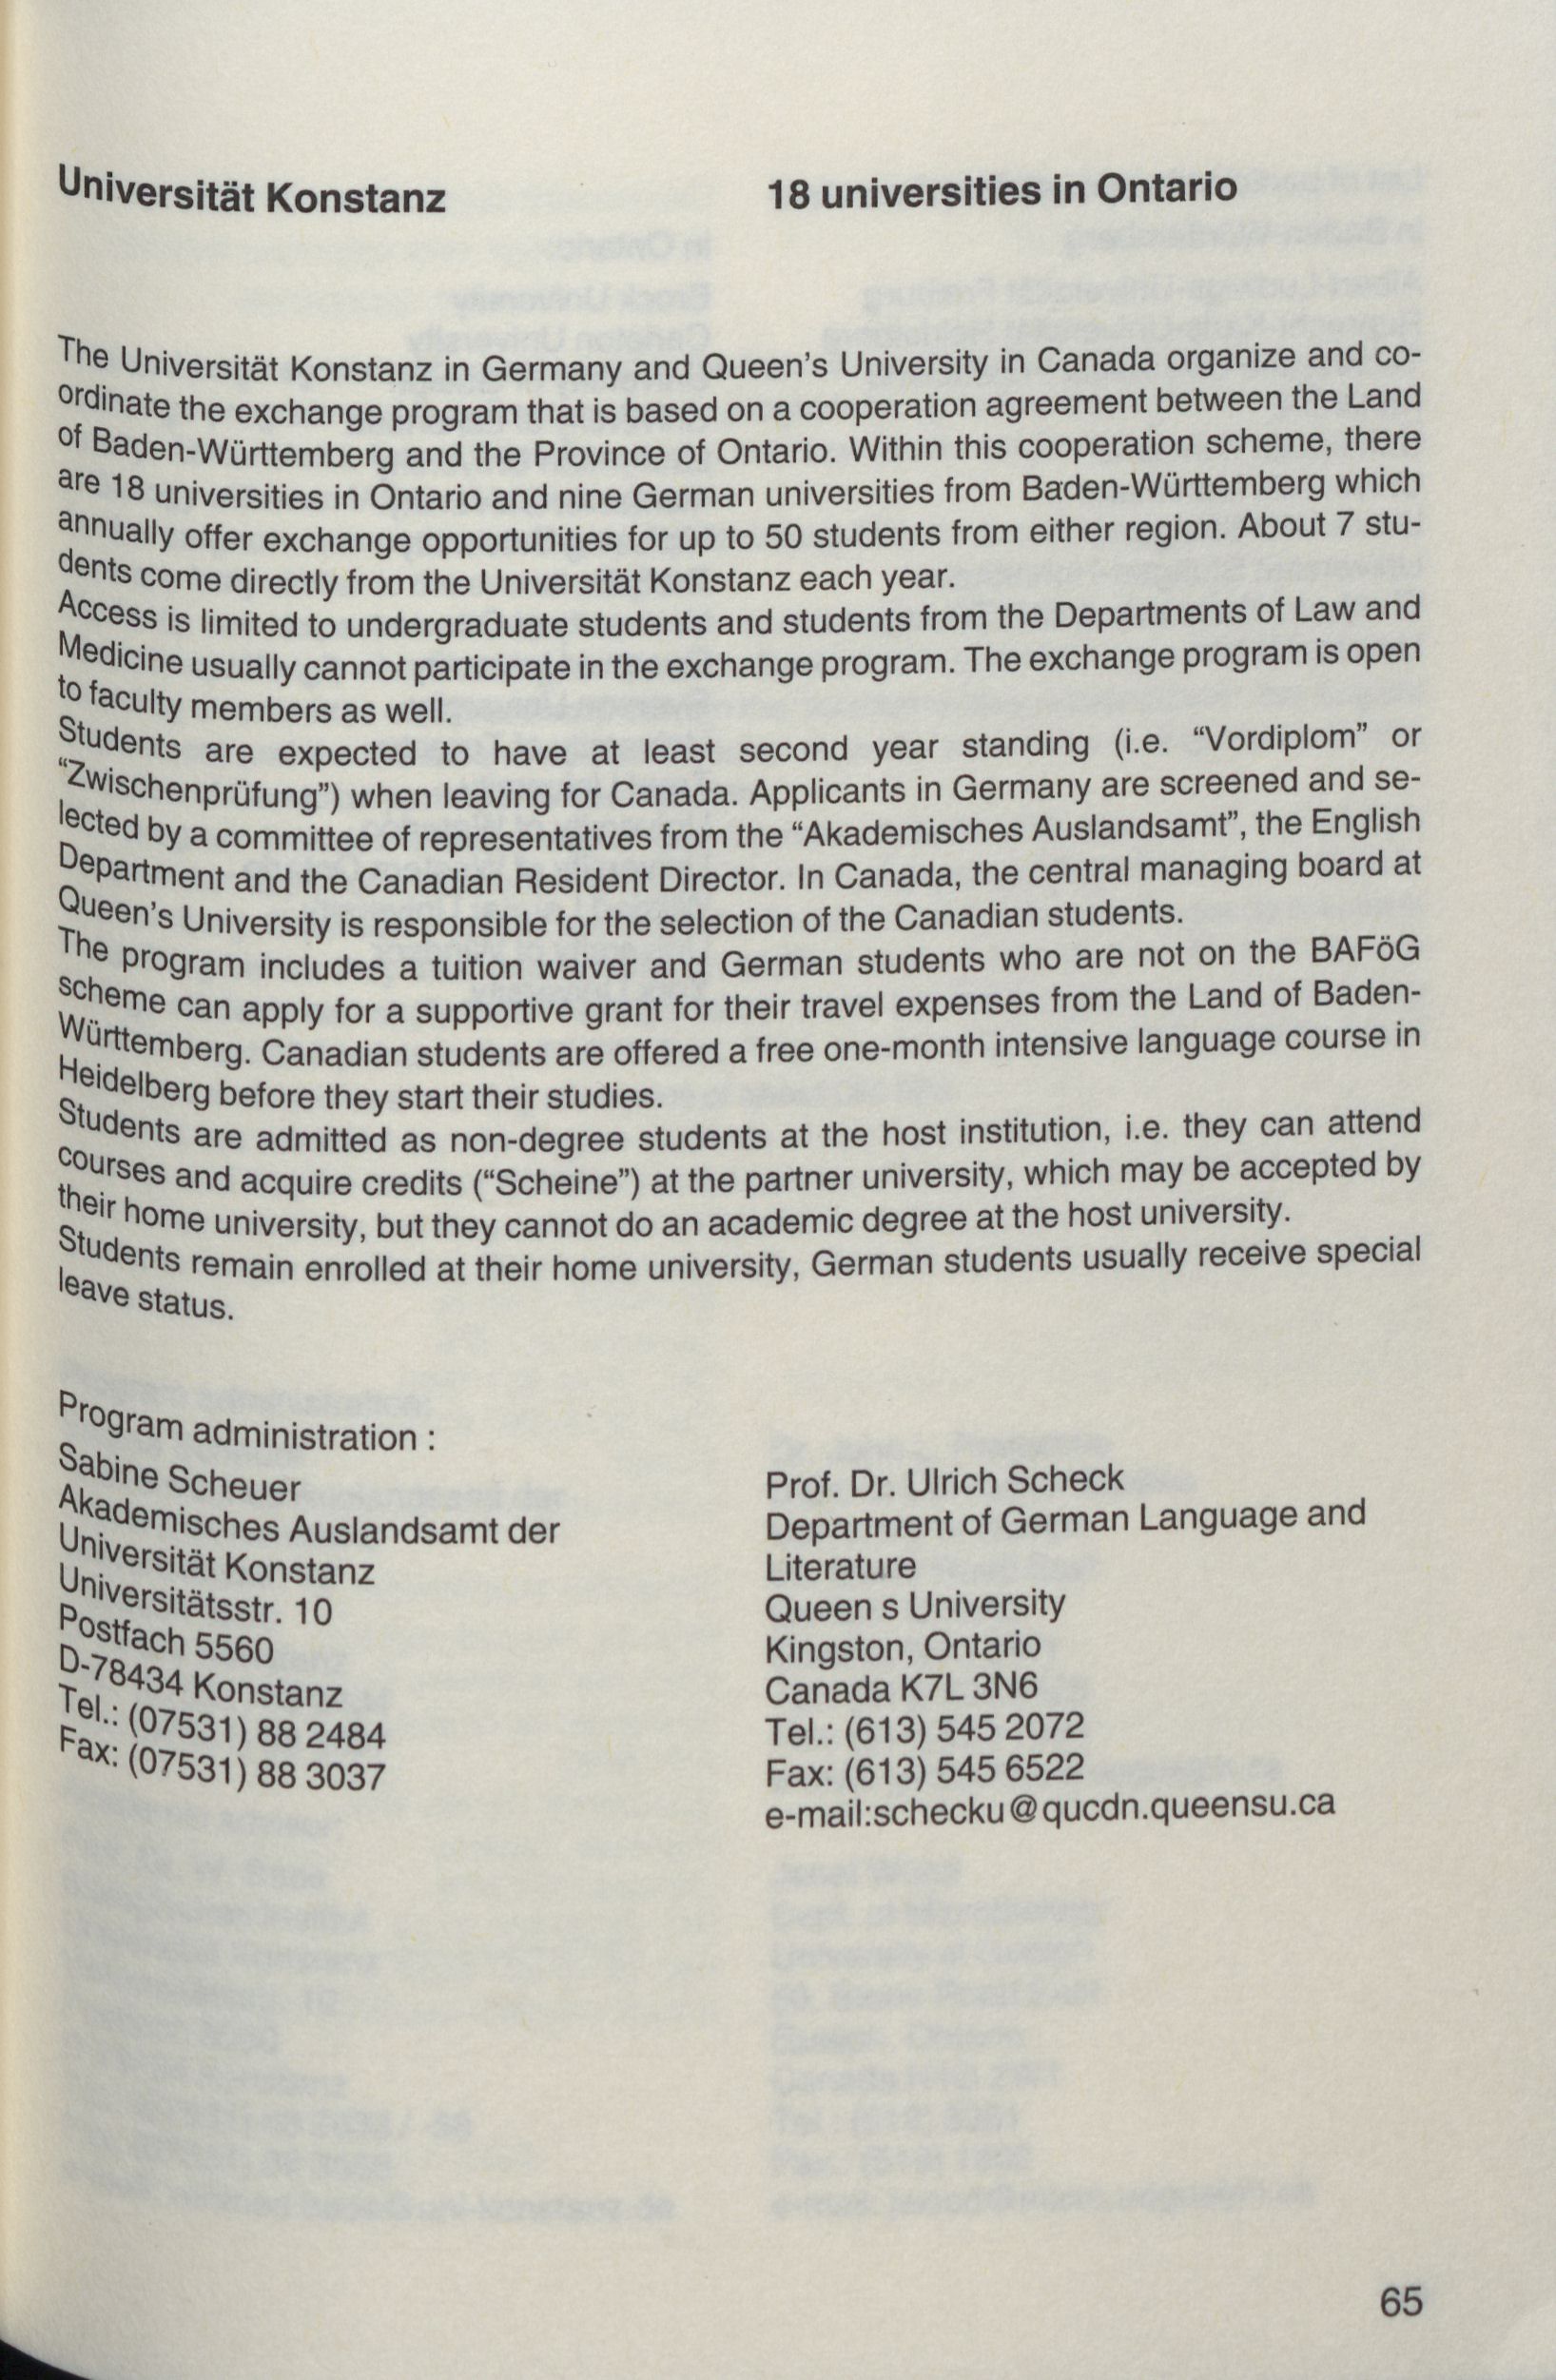 Universität Konstanz
18 universities in Ontario
The Universität Konstanz in Germany and Queen's University in Canada organize and co-
ordinate the exchange program that is based on a cooperation agreement between the Land
of Baden-Württemberg and the Province of Ontario. Within this cooperation scheme, there
are 18 universities in Ontario and nine German universities from Baden-Württemberg which
annually offer exchange opportunities for up to 50 students from either region. About 7 stu-
dents come directly from the Universität Konstanz each year.
Access is limited to undergraduate students and students from the Departments of Law and
Medicine usually cannot participate in the exchange program. The exchange program is open
to faculty members as well.
Students are expected to have at least second year standing (i.e. “Vordiplom” or
“Zwischenprüfung”) when leaving for Canada. Applicants in Germany are screened and se-
lected by a committee of representatives from the “Akademisches Auslandsamt”, the English
Department and the Canadian Resident Director. In Canada, the central managing board at
Queen's University is responsible for the selection of the Canadian students.
The program includes a tuition waiver and German students who are not on the BAFöG
scheme can apply for a supportive grant for their travel expenses from the Land of Baden-
Württemberg. Canadian students are offered a free one-month intensive language course in
Heidelberg before they start their studies.
Students are admitted as non-degree students at the host institution, i.e. they can attend
courses and acquire credits (“Scheine”) at the partner university, which may be accepted by
their home university, but they cannot do an academic degree at the host university.
Students remain enrolled at their home university, German students usually receive special
leave status.
Program administration :
Sabine Scheuer
Akademisches Auslandsamt der
Universität Konstanz
Universitätsstr. 10
Postfach 5560
D-78434 Konstanz
Tel.: (07531) 88 2484
Fax: (07531) 88 3037
Prof. Dr. Ulrich Scheck
Department of German Language and
Literature
Queen s University
Kingston, Ontario
Canada K7L 3N6
Tel.: (613) 545 2072
Fax: (613) 545 6522
e-mail:schecku@qucdn.queensu.ca
65